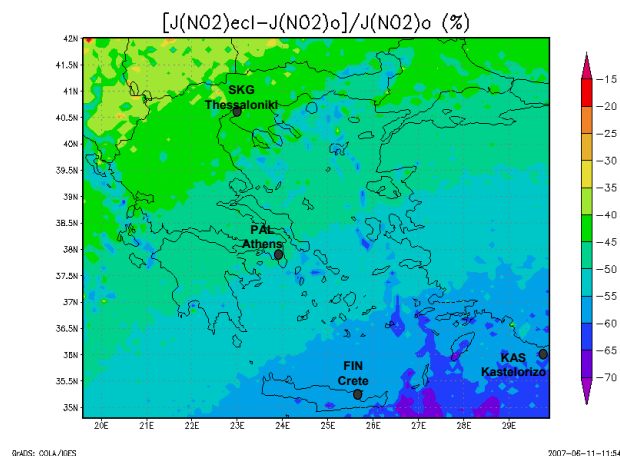 [J(NO2)ecl-J(NO2)o]/J(NO2)o (%)
42N
41.5N
41N
40.5N
40N
39.5N
39N
38.5N
38N
37.5N
37N
36.5N
36N
35.5N
35N
SKG
Thessaloniki
PAL
Athens
FIN
Crete
KAS
Kastelorizo
20E 21E 22E 23E 24E 25E 26E 27E 28E 29E
-15
-20
-25
-30
-35
-40
-45
-50
-55
-60
-65
-70
GrADS: COLA/IGES 2007-06-11-11:54